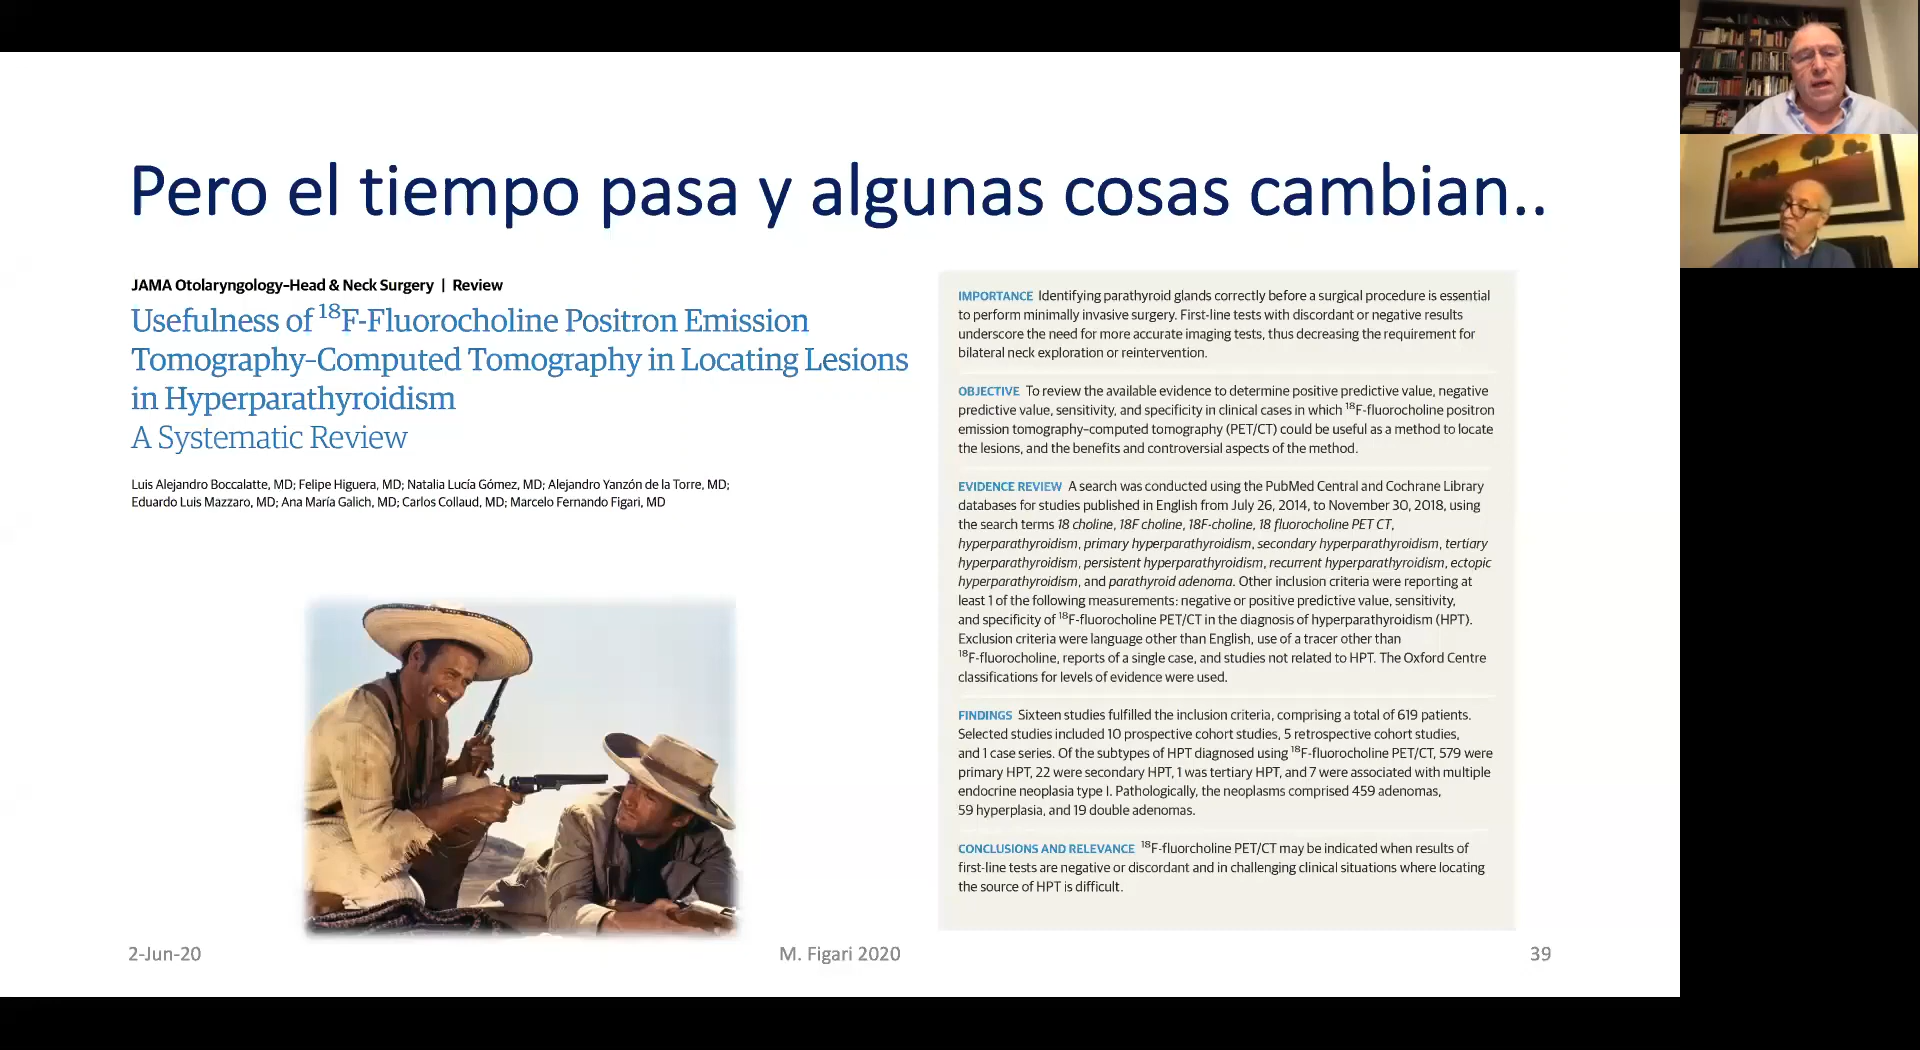 Pero el tiempo pasa y algunas cosas cambian..
JAMA Otolaryngology–Head & Neck Surgery | Review
Usefulness of 18F-Fluorocholine Positron Emission
Tomography–Computed Tomography in Locating Lesions
in Hyperparathyroidism
A Systematic Review
Luis Alejandro Boccalatte, MD; Felipe Higuera, MD; Natalia Lucía Gómez, MD; Alejandro Yanzón de la Torre, MD;
Eduardo Luis Mazzaro, MD; Ana María Galich, MD; Carlos Collaud, MD; Marcelo Fernando Figari, MD
IMPORTANCE Identifying parathyroid glands correctly before a surgical procedure is essential
to perform minimally invasive surgery. First-line tests with discordant or negative results
underscore the need for more accurate imaging tests, thus decreasing the requirement for
bilateral neck exploration or reintervention.
OBJECTIVE To review the available evidence to determine positive predictive value, negative
predictive value, sensitivity, and specificity in clinical cases in which 18F-fluorocholine positron
emission tomography–computed tomography (PET/CT) could be useful as a method to locate
the lesions, and the benefits and controversial aspects of the method.
EVIDENCE REVIEW A search was conducted using the PubMed Central and Cochrane Library
databases for studies published in English from July 26, 2014, to November 30, 2018, using
the search terms 18 choline, 18F choline, 18F-choline, 18 fluorocholine PET CT,
hyperparathyroidism, primary hyperparathyroidism, secondary hyperparathyroidism, tertiary
hyperparathyroidism, persistent hyperparathyroidism, recurrent hyperparathyroidism, ectopic
hyperparathyroidism, and parathyroid adenoma. Other inclusion criteria were reporting at
least 1 of the following measurements: negative or positive predictive value, sensitivity,
and specificity of 18F-fluorocholine PET/CT in the diagnosis of hyperparathyroidism (HPT).
Exclusion criteria were language other than English, use of a tracer other than
18F-fluorocholine, reports of a single case, and studies not related to HPT. The Oxford Centre
classifications for levels of evidence were used.
FINDINGS Sixteen studies fulfilled the inclusion criteria, comprising a total of 619 patients.
Selected studies included 10 prospective cohort studies, 5 retrospective cohort studies,
and 1 case series. Of the subtypes of HPT diagnosed using 18F-fluorocholine PET/CT, 579 were
primary HPT, 22 were secondary HPT, 1 was tertiary HPT, and 7 were associated with multiple
endocrine neoplasia type I. Pathologically, the neoplasms comprised 459 adenomas,
59 hyperplasia, and 19 double adenomas.
CONCLUSIONS AND RELEVANCE 18F-fluorcholine PET/CT may be indicated when results of
first-line tests are negative or discordant and in challenging clinical situations where locating
the source of HPT is difficult.
2-Jun-20
M. Figari 2020
39